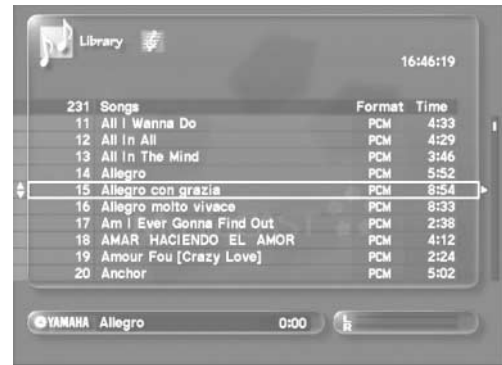 Library
16:46:19
231 Songs Format Time
11 All I Wanna Do PCM 4:33
12 All In All PCM 4:29
13 All In The Mind PCM 3:46
14 Allegro PCM 5:52
15 Allegro con grazia PCM 8:54
16 Allegro molto vivace PCM 8:33
17 Am I Ever Gonna Find Out PCM 2:38
18 AMAR HACIENDO EL AMOR PCM 4:12
19 Amour Fou [Crazy Love] PCM 2:24
20 Anchor PCM 5:02
YAMAHA Allegro 0:00 L
R